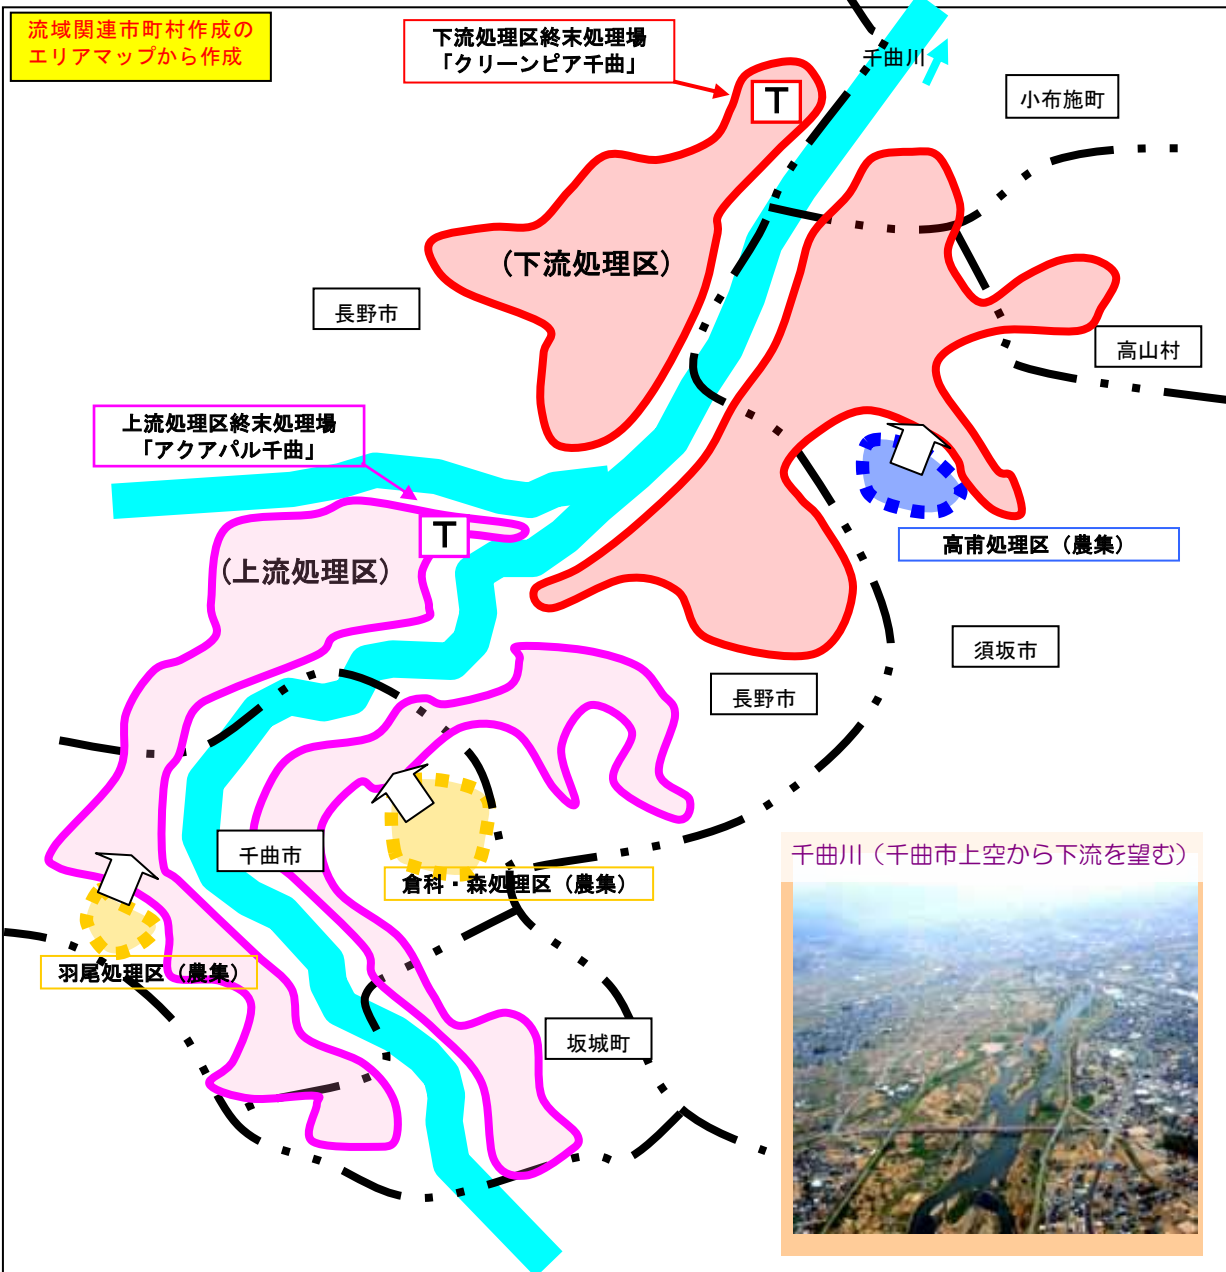 流域関連市町村作成の
エリアマップから作成
下流処理区終末処理場
「クリーンピア千曲」
千曲川
T
小布施町
(下流処理区)
長野市
高山村
上流処理区終末処理場
「アクアパル千曲」
T
(上流処理区)
高甫処理区（農集）
須坂市
長野市
千曲市
倉科・森処理区（農集）
千曲川（千曲市上空から下流を望む）
羽尾処理区（農集）
坂城町